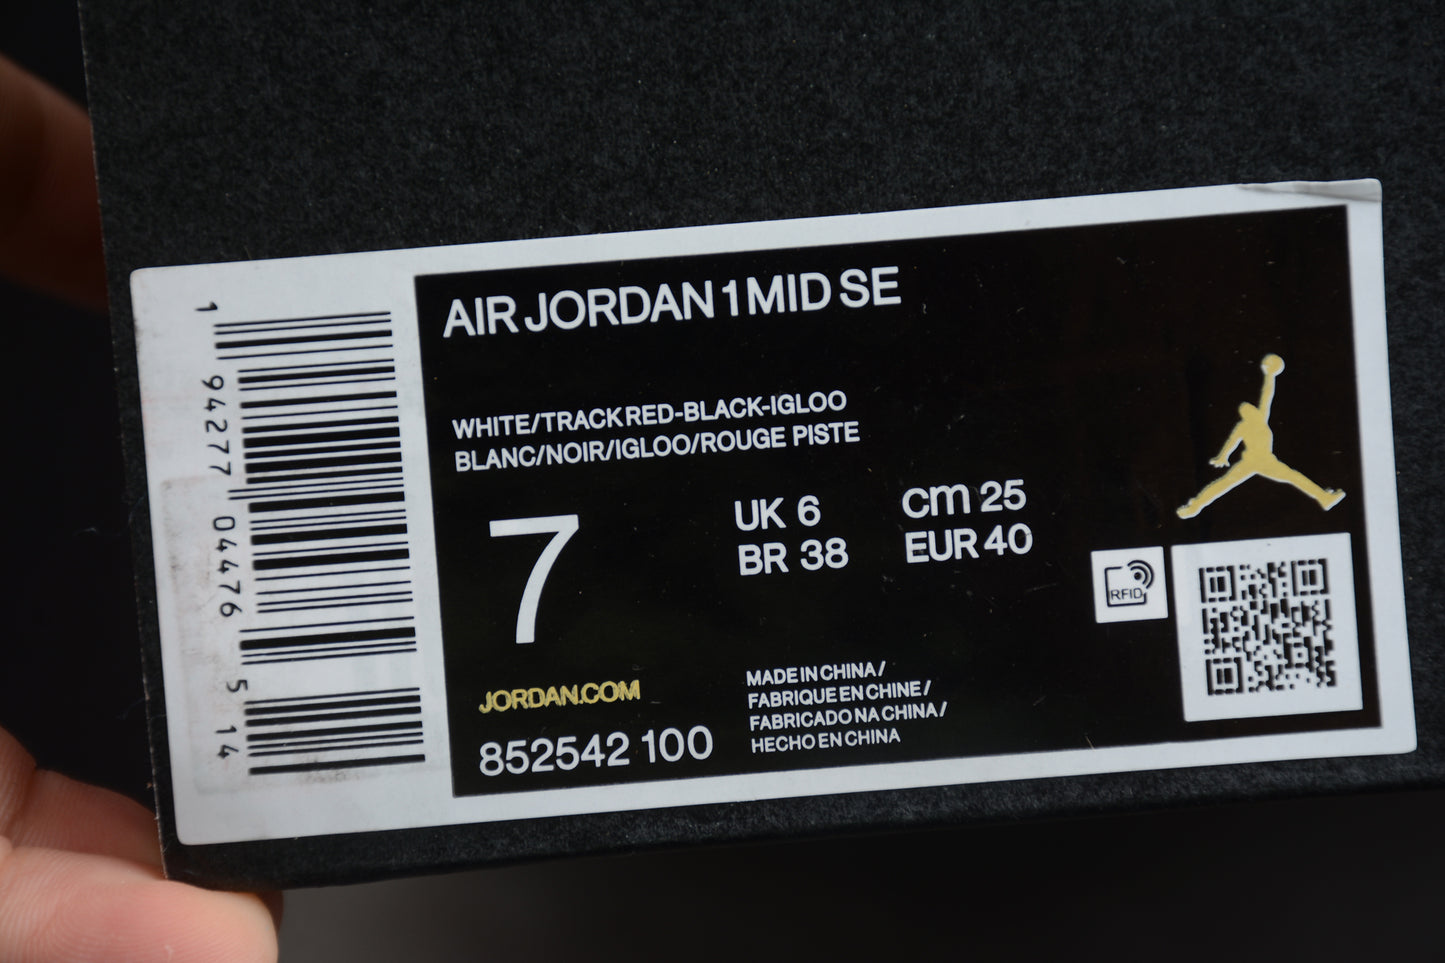 1 94277 04476 5 14
AIR JORDAN 1 MID SE
WHITE/TRACK RED-BLACK-IGLOO
BLANC/NOIR/IGLOO/ROUGE PISTE
7
UK 6
cm 25
BR 38
EUR 40
RFID
JORDAN.COM
852542 100
MADE IN CHINA /
FABRIQUE EN CHINE /
FABRICADO NA CHINA /
HECHO EN CHINA